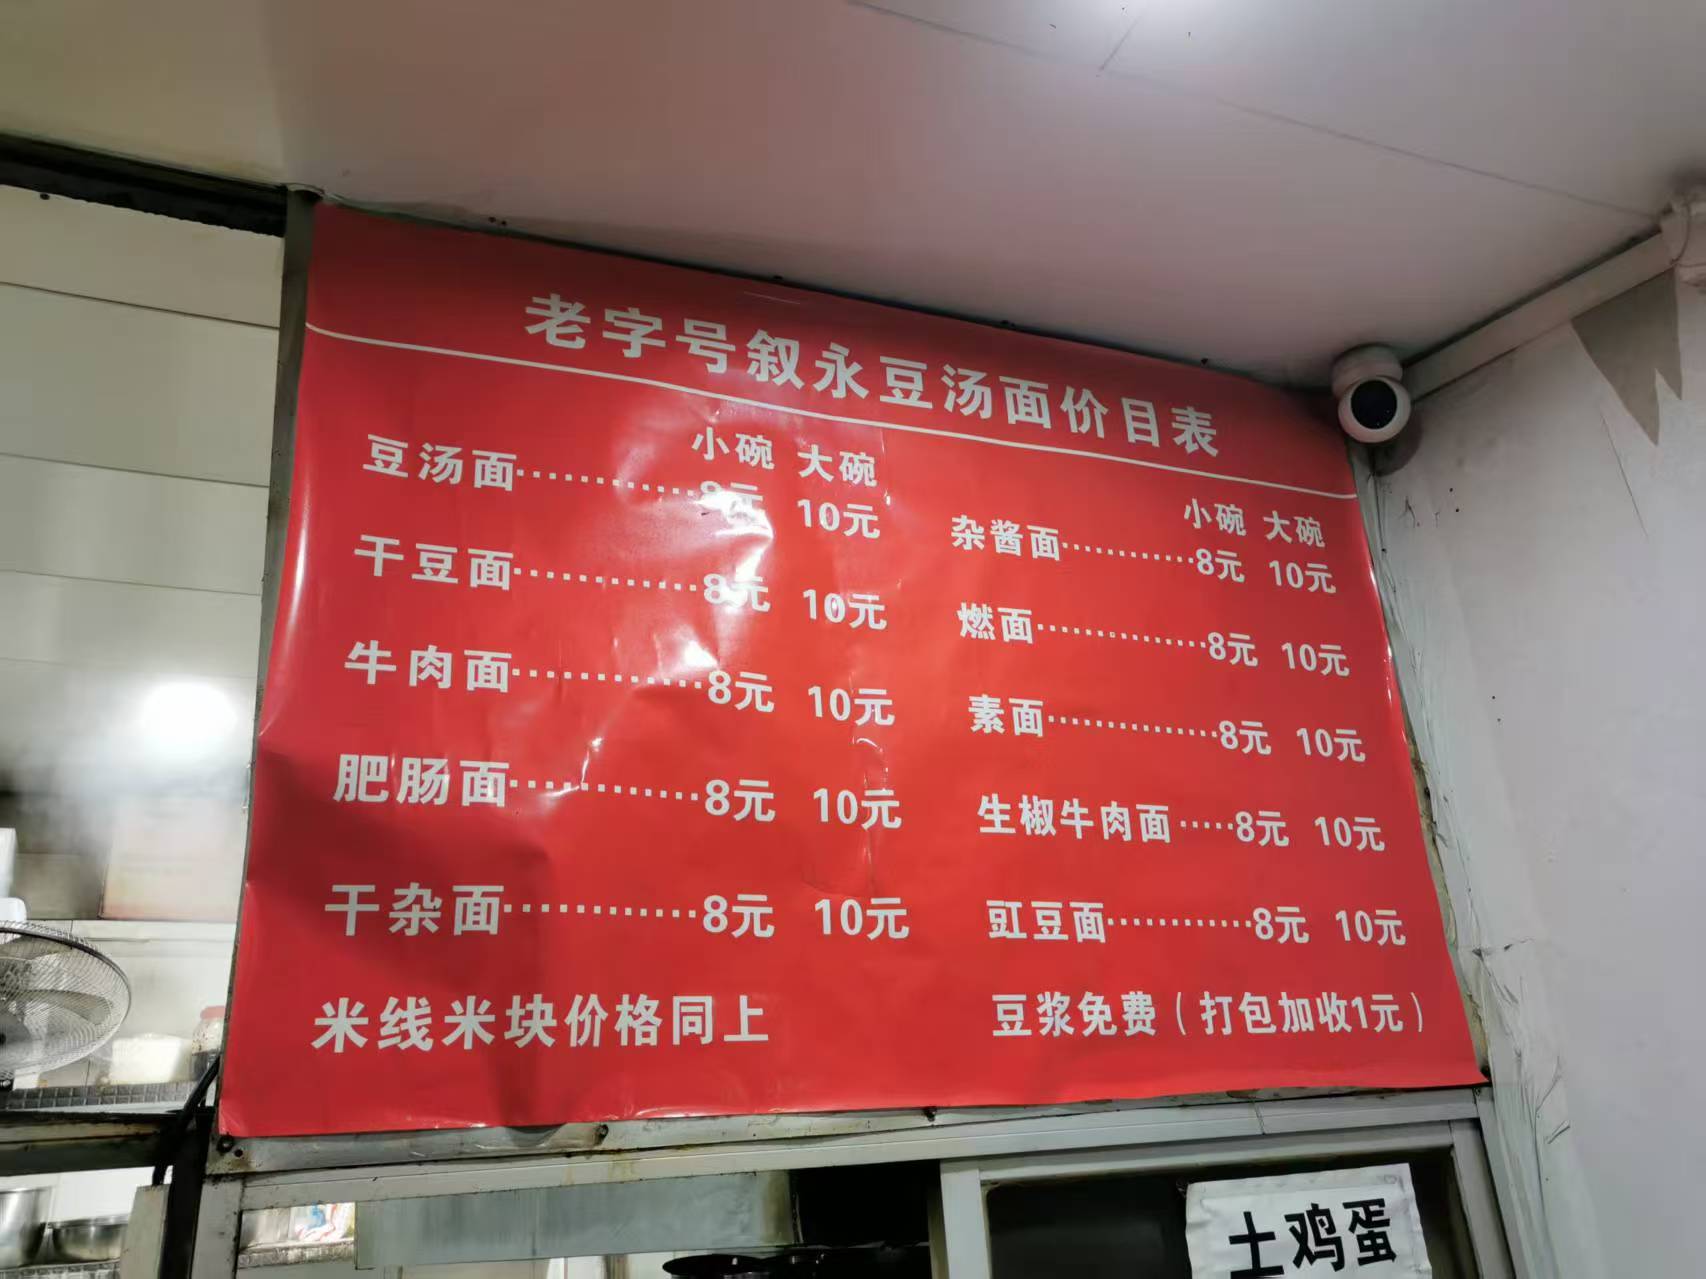 老字号叙永豆汤面价目表
小碗 大碗
豆汤面··················8元 10元
干豆面··················8元 10元
牛肉面··················8元 10元
肥肠面··················8元 10元
干杂面··················8元 10元
米线米块价格同上
小碗 大碗
杂酱面············8元 10元
燃面···············8元 10元
素面···············8元 10元
生椒牛肉面·····8元 10元
豇豆面············8元 10元
豆浆免费（打包加收1元）
土鸡蛋